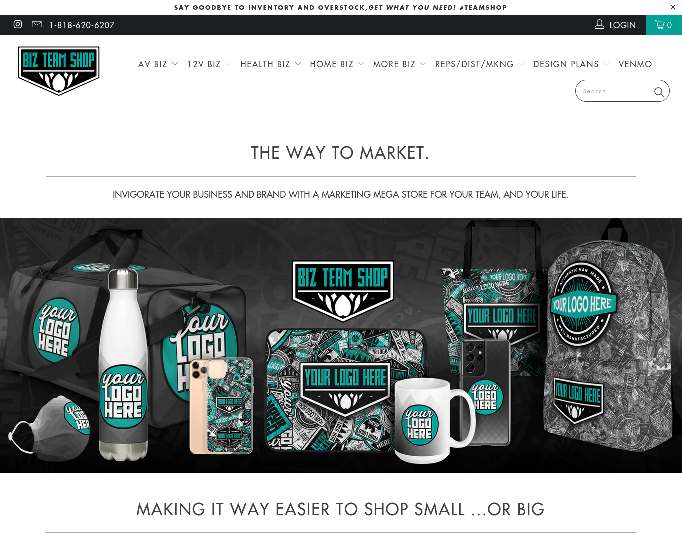 SAY GOODBYE TO INVENTORY AND OVERSTOCK, GET WHAT YOU NEED! #TEAMSHOP
1-818-620-6207
LOGIN
0
BIZ TEAM SHOP
AV BIZ
12V BIZ
HEALTH BIZ
HOME BIZ
MORE BIZ
REPS/DIST/MKNG
DESIGN PLANS
VENMO
Search
THE WAY TO MARKET.
INVIGORATE YOUR BUSINESS AND BRAND WITH A MARKETING MEGA STORE FOR YOUR TEAM, AND YOUR LIFE.
BIZ TEAM SHOP
YOUR LOGO HERE
YOUR LOGO HERE
YOUR LOGO HERE
your
LOGO
HERE
your
LOGO
HERE
your
LOGO
HERE
YOUR LOGO HERE
your
LOGO
HERE
your
LOGO
HERE
YOUR LOGO HERE
your
LOGO
HERE
MAKING IT WAY EASIER TO SHOP SMALL ...OR BIG